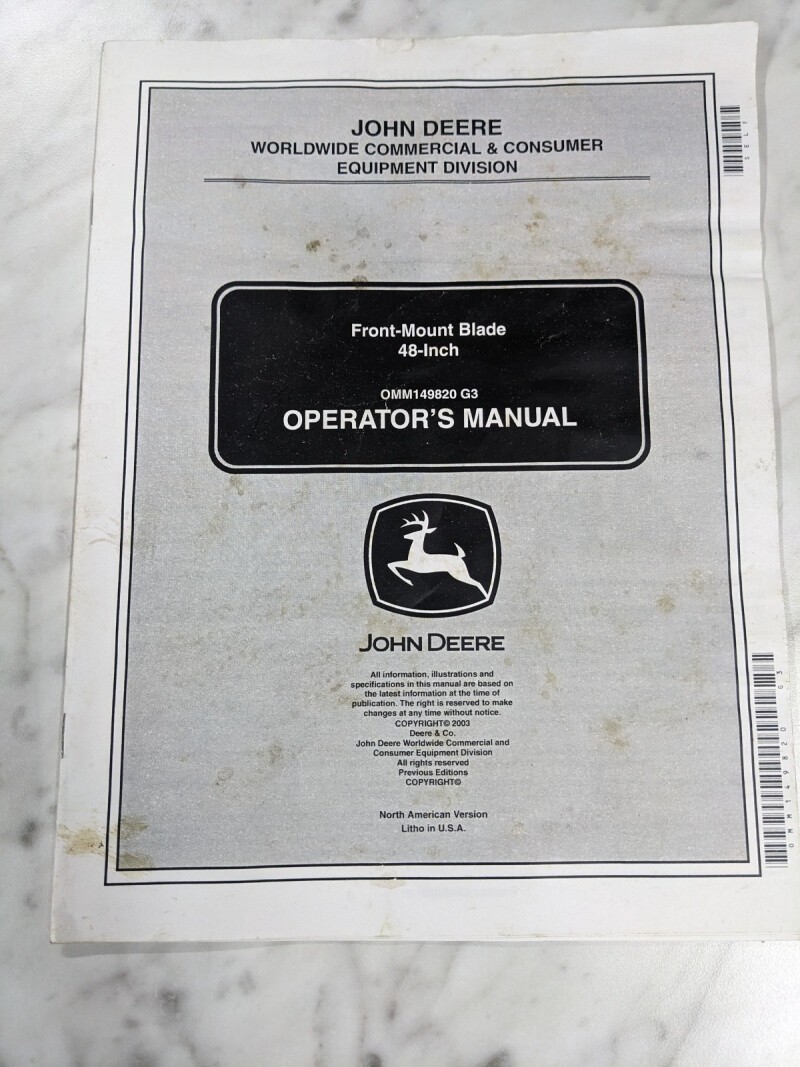 JOHN DEERE
WORLDWIDE COMMERCIAL & CONSUMER
EQUIPMENT DIVISION
Front-Mount Blade
48-Inch
OMM149820 G3
OPERATOR'S MANUAL
JOHN DEERE
All information, illustrations and
specifications in this manual are based on
the latest information at the time of
publication. The right is reserved to make
changes at any time without notice.
COPYRIGHT© 2003
Deere & Co.
John Deere Worldwide Commercial and
Consumer Equipment Division
All rights reserved
Previous Editions
COPYRIGHT©
North American Version
Litho in U.S.A.
SELF
OMM149820 G3